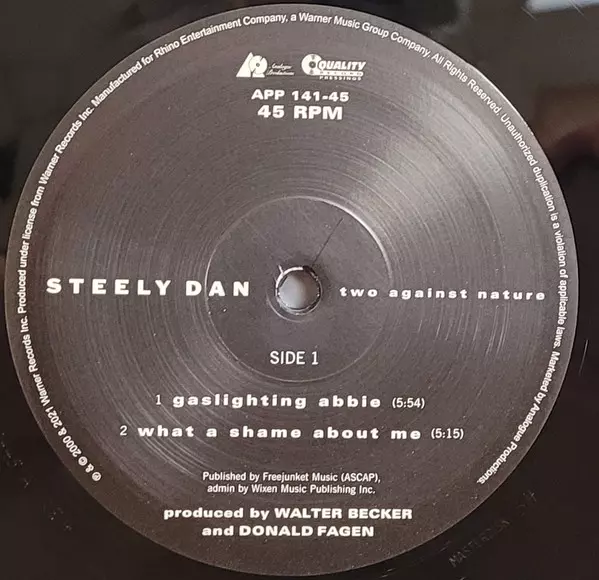 ℗ & © 2000 & 2021 Warner Records Inc. Produced under license from Warner Records Inc. Manufactured for Rhino Entertainment Company, a Warner Music Group Company. All Rights Reserved. Unauthorized duplication is a violation of applicable laws. Marketed by Analogue Productions.
Analogue Productions
QUALITY RECORD PRESSINGS
APP 141-45
45 RPM
STEELY DAN two against nature
SIDE 1
1 gaslighting abbie (5:54)
2 what a shame about me (5:15)
Published by Freejunket Music (ASCAP),
admin by Wixen Music Publishing Inc.
produced by WALTER BECKER
and DONALD FAGEN